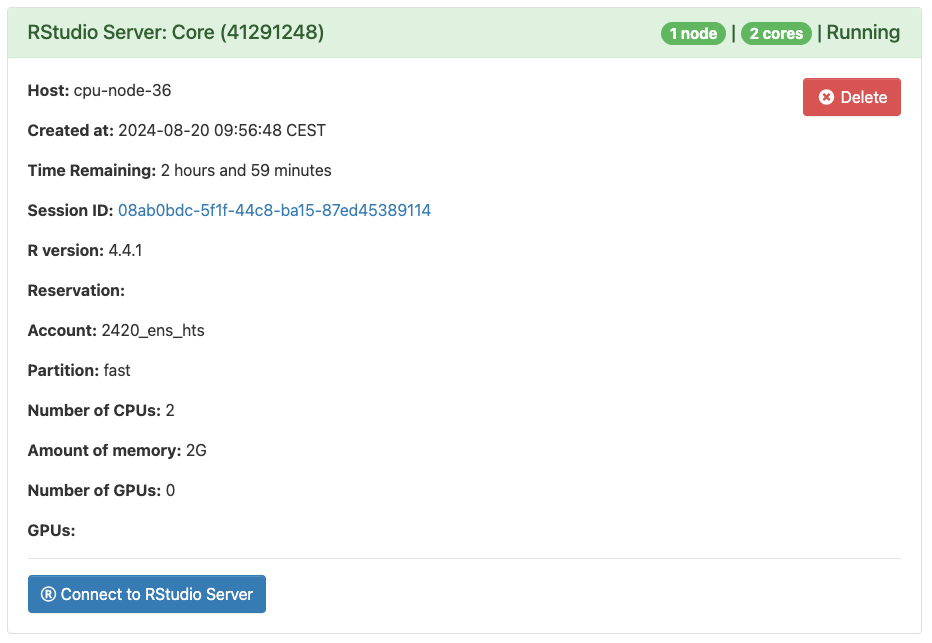 RStudio Server: Core (41291248) 1 node | 2 cores | Running
Host: cpu-node-36
Delete
Created at: 2024-08-20 09:56:48 CEST
Time Remaining: 2 hours and 59 minutes
Session ID: 08ab0bdc-5f1f-44c8-ba15-87ed45389114
R version: 4.4.1
Reservation:
Account: 2420_ens_hts
Partition: fast
Number of CPUs: 2
Amount of memory: 2G
Number of GPUs: 0
GPUs:
® Connect to RStudio Server